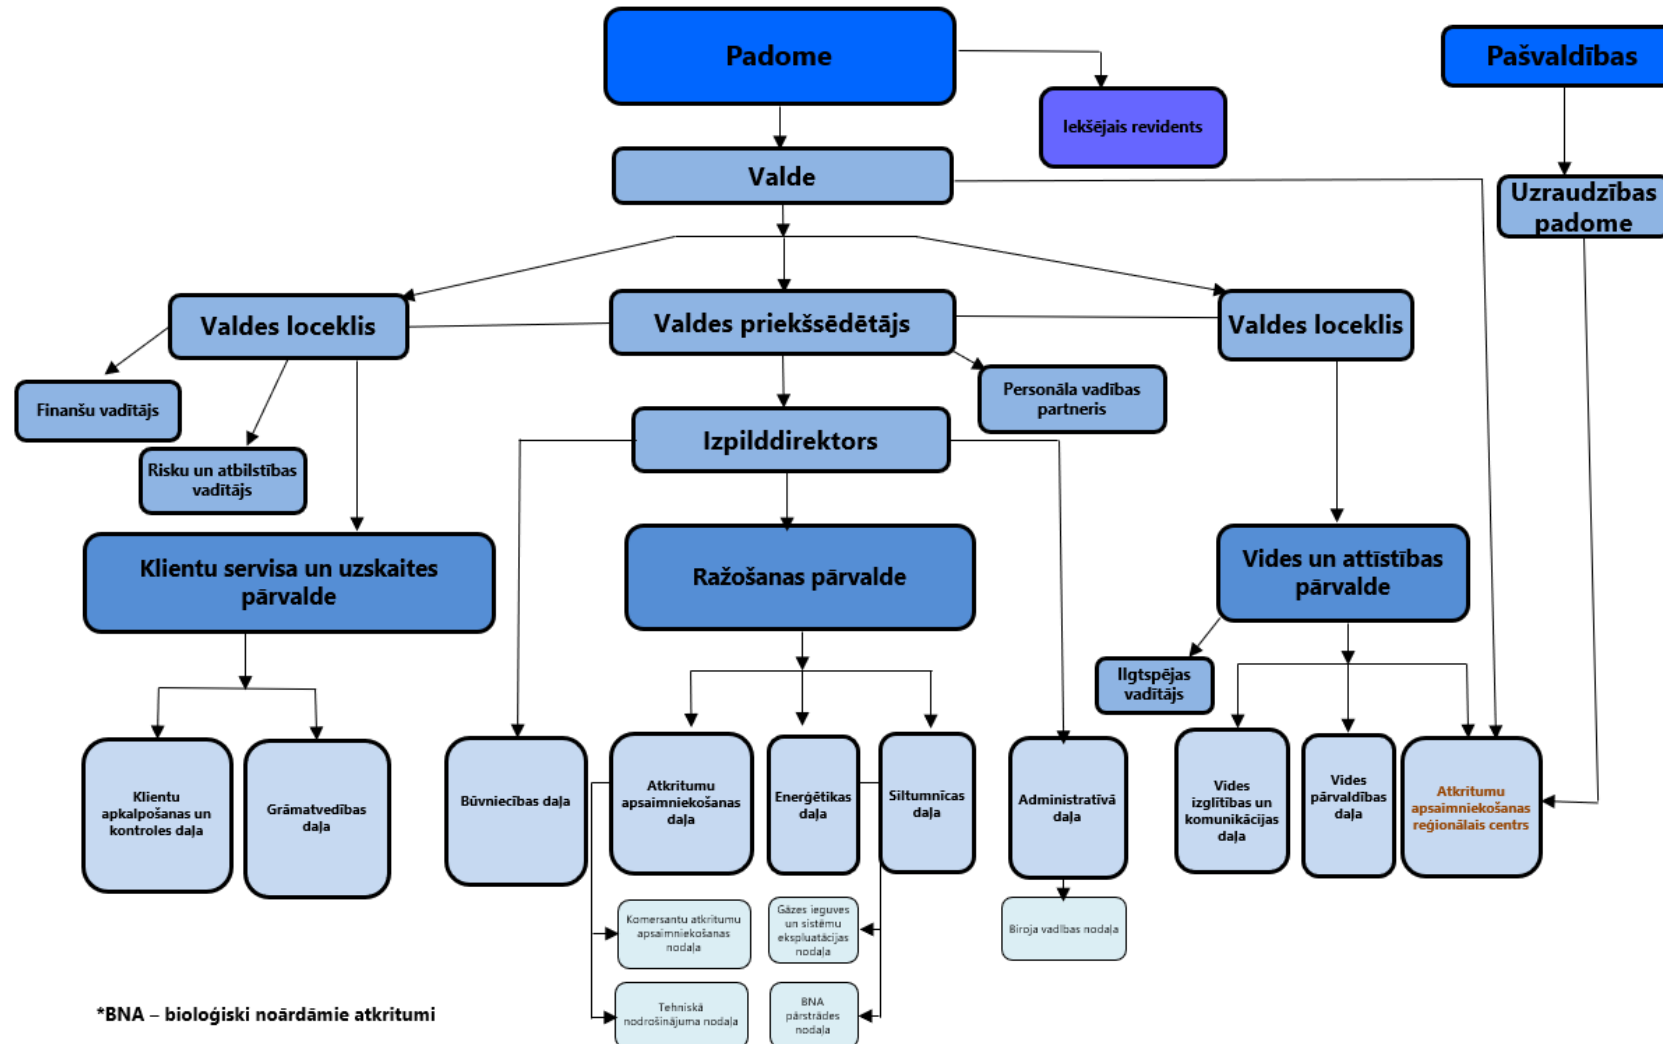 Padome
Pašvaldības
Iekšējais revidents
Valde
Uzraudzības
padome
Valdes loceklis
Valdes priekšsēdētājs
Valdes loceklis
Finanšu vadītājs
Personāla vadības
partneris
Izpilddirektors
Risku un atbilstības
vadītājs
Klientu servisa un uzskaites
pārvalde
Ražošanas pārvalde
Vides un attīstības
pārvalde
Ilgtspējas
vadītājs
Klientu
apkalpošanas un
kontroles daļa
Grāmatvedības
daļa
Būvniecības daļa
Atkritumu
apsaimniekošanas
daļa
Enerģētikas
daļa
Siltumnīcas
daļa
Administratīvā
daļa
Vides
izglītības un
komunikācijas
daļa
Vides
pārvaldības
daļa
Atkritumu
apsaimniekošanas
reģionālais centrs
Komersantu atkritumu
apsaimniekošanas
nodaļa
Gāzes ieguves
un sistēmu
ekspluatācijas
nodaļa
Biroja vadības nodaļa
Tehniskā
nodrošinājuma nodaļa
BNA
pārstrādes
nodaļa
*BNA – bioloģiski noārdāmie atkritumi